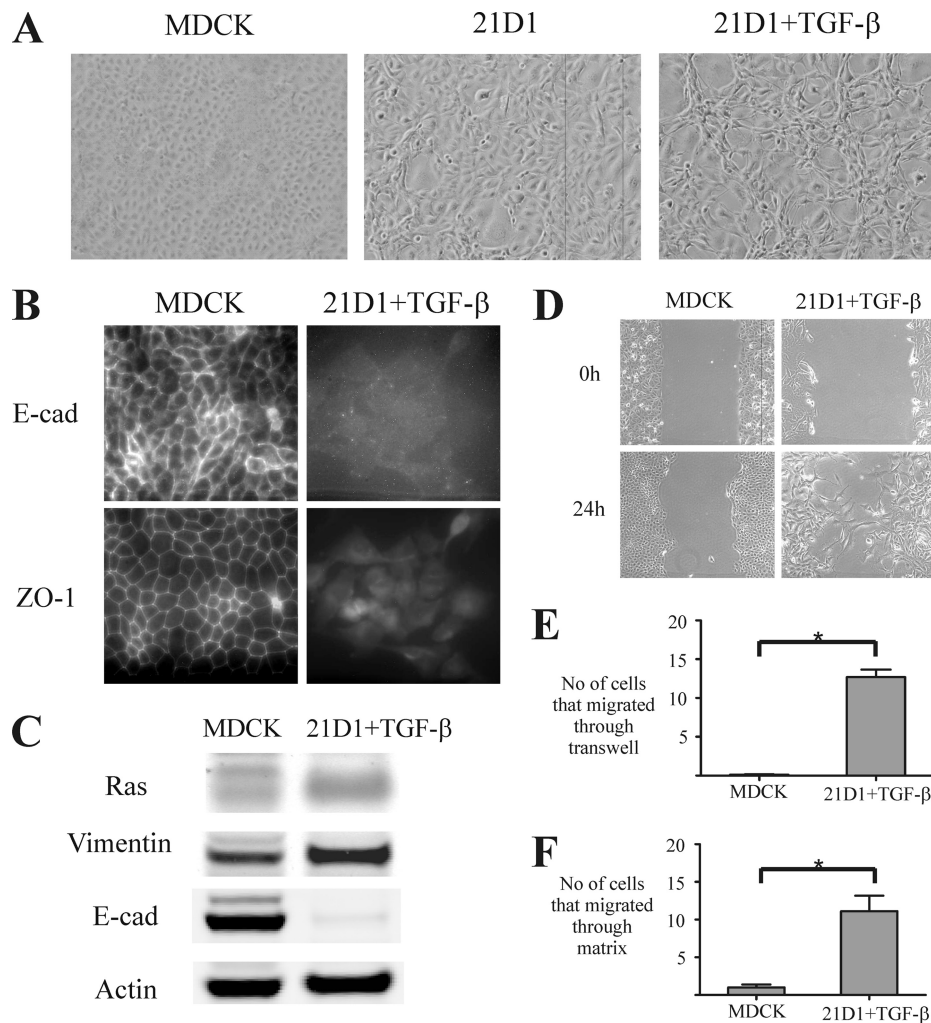 A
MDCK
21D1
21D1+TGF-β
B
MDCK
21D1+TGF-β
E-cad
ZO-1
C
MDCK
21D1+TGF-β
Ras
Vimentin
E-cad
Actin
D
MDCK
21D1+TGF-β
0h
24h
E
No of cells
that migrated
through
transwell
20
15
10
5
*
MDCK
21D1+TGF-β
F
No of cells
that migrated
through
matrix
20
15
10
5
*
MDCK
21D1+TGF-β